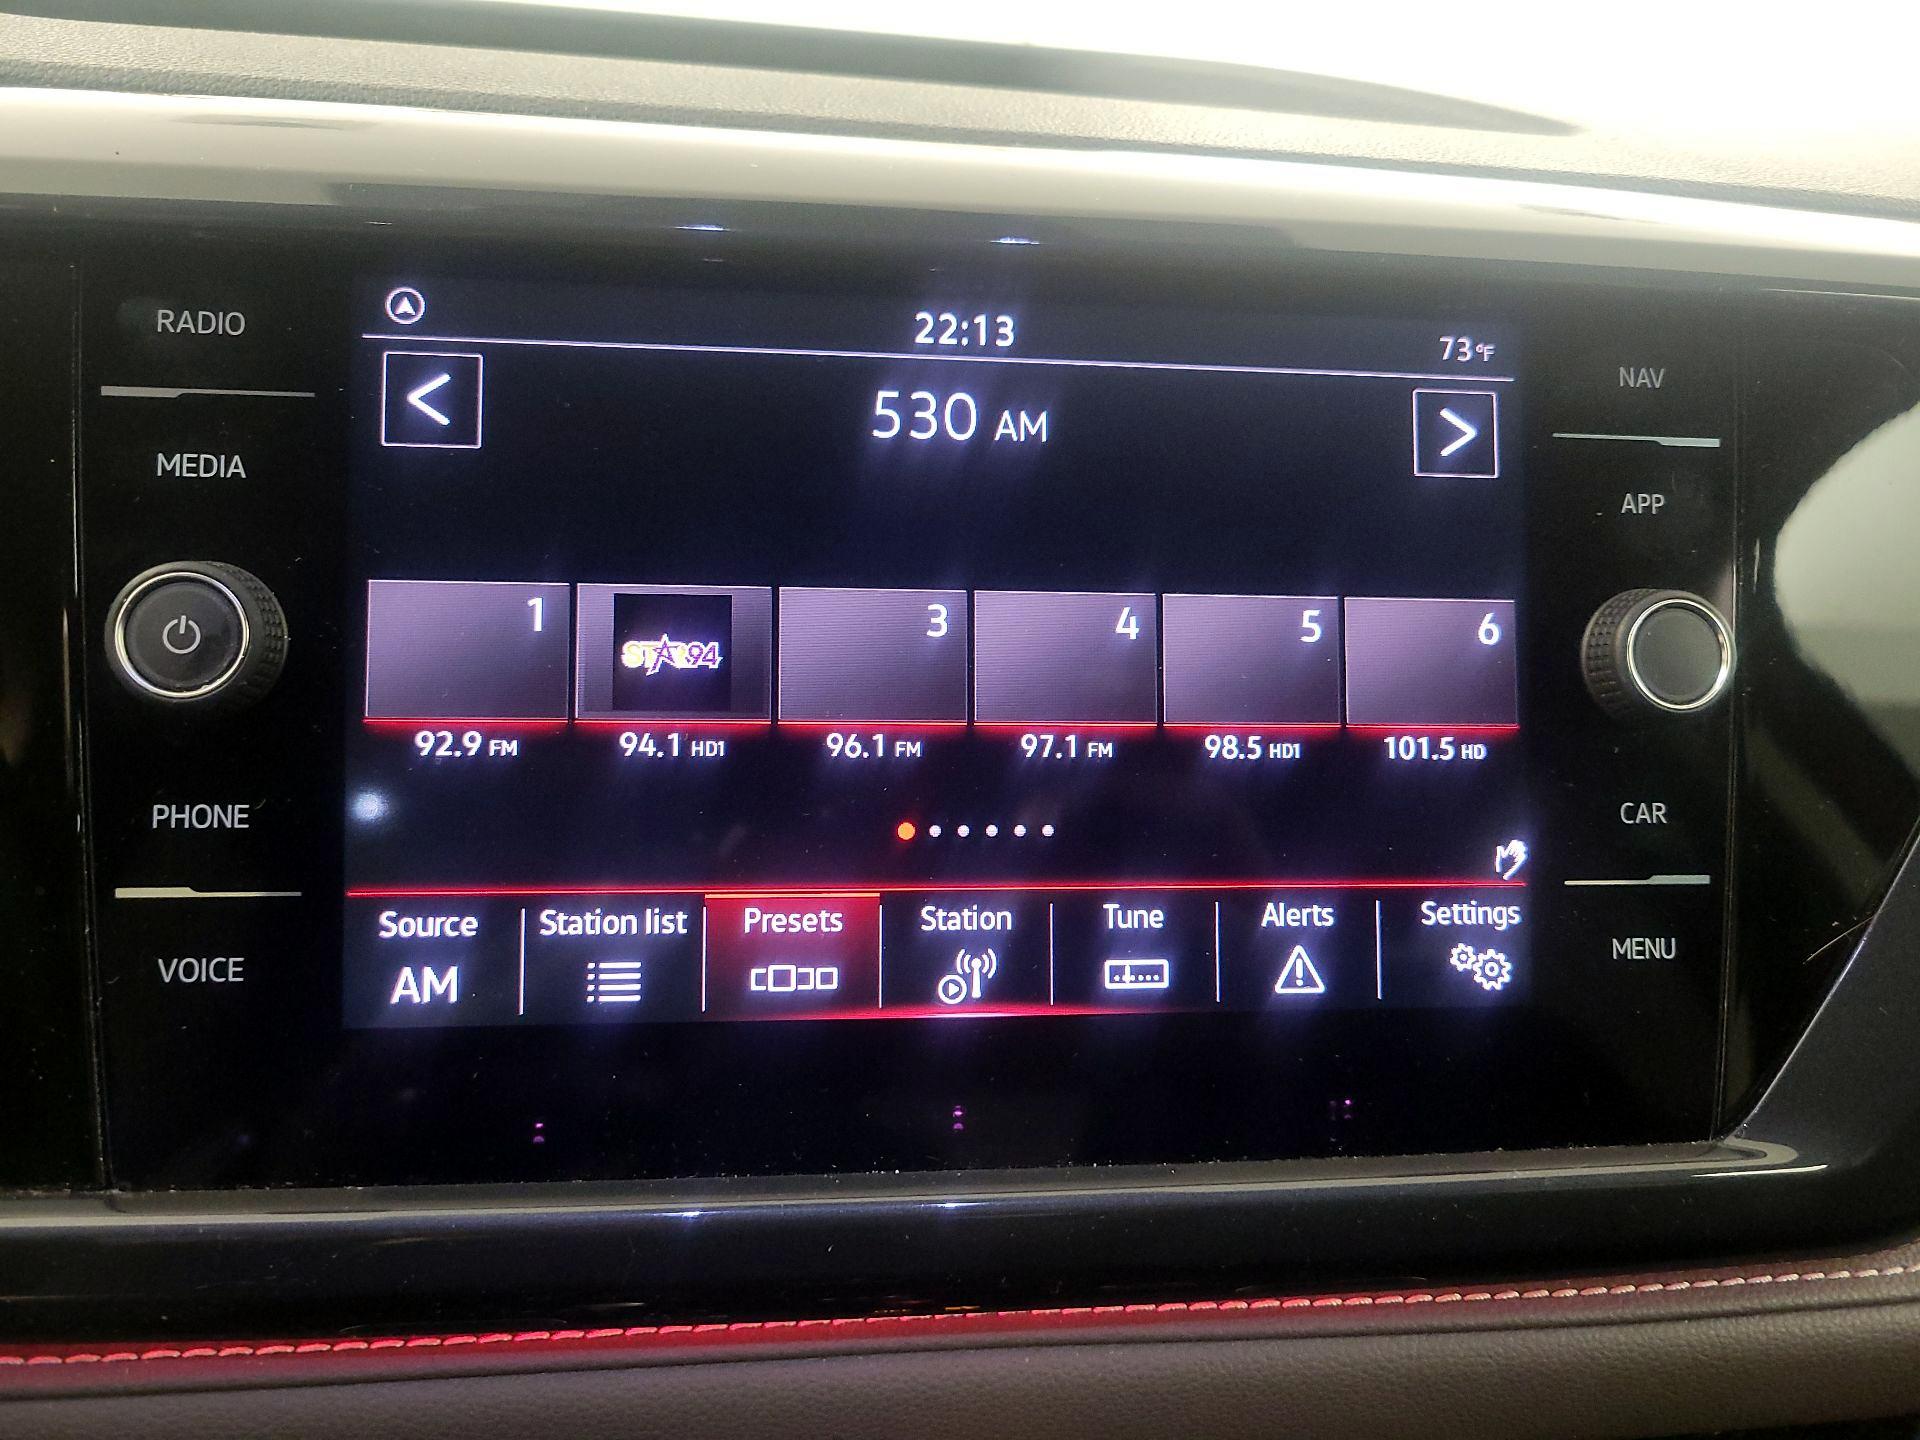 RADIO
MEDIA
PHONE
VOICE
22:13
73°F
<
530 AM
>
1
STAR94
3
4
5
6
92.9 FM
94.1 HD1
96.1 FM
97.1 FM
98.5 HD1
101.5 HD
Source
AM
Station list
Presets
Station
Tune
Alerts
Settings
NAV
APP
CAR
MENU